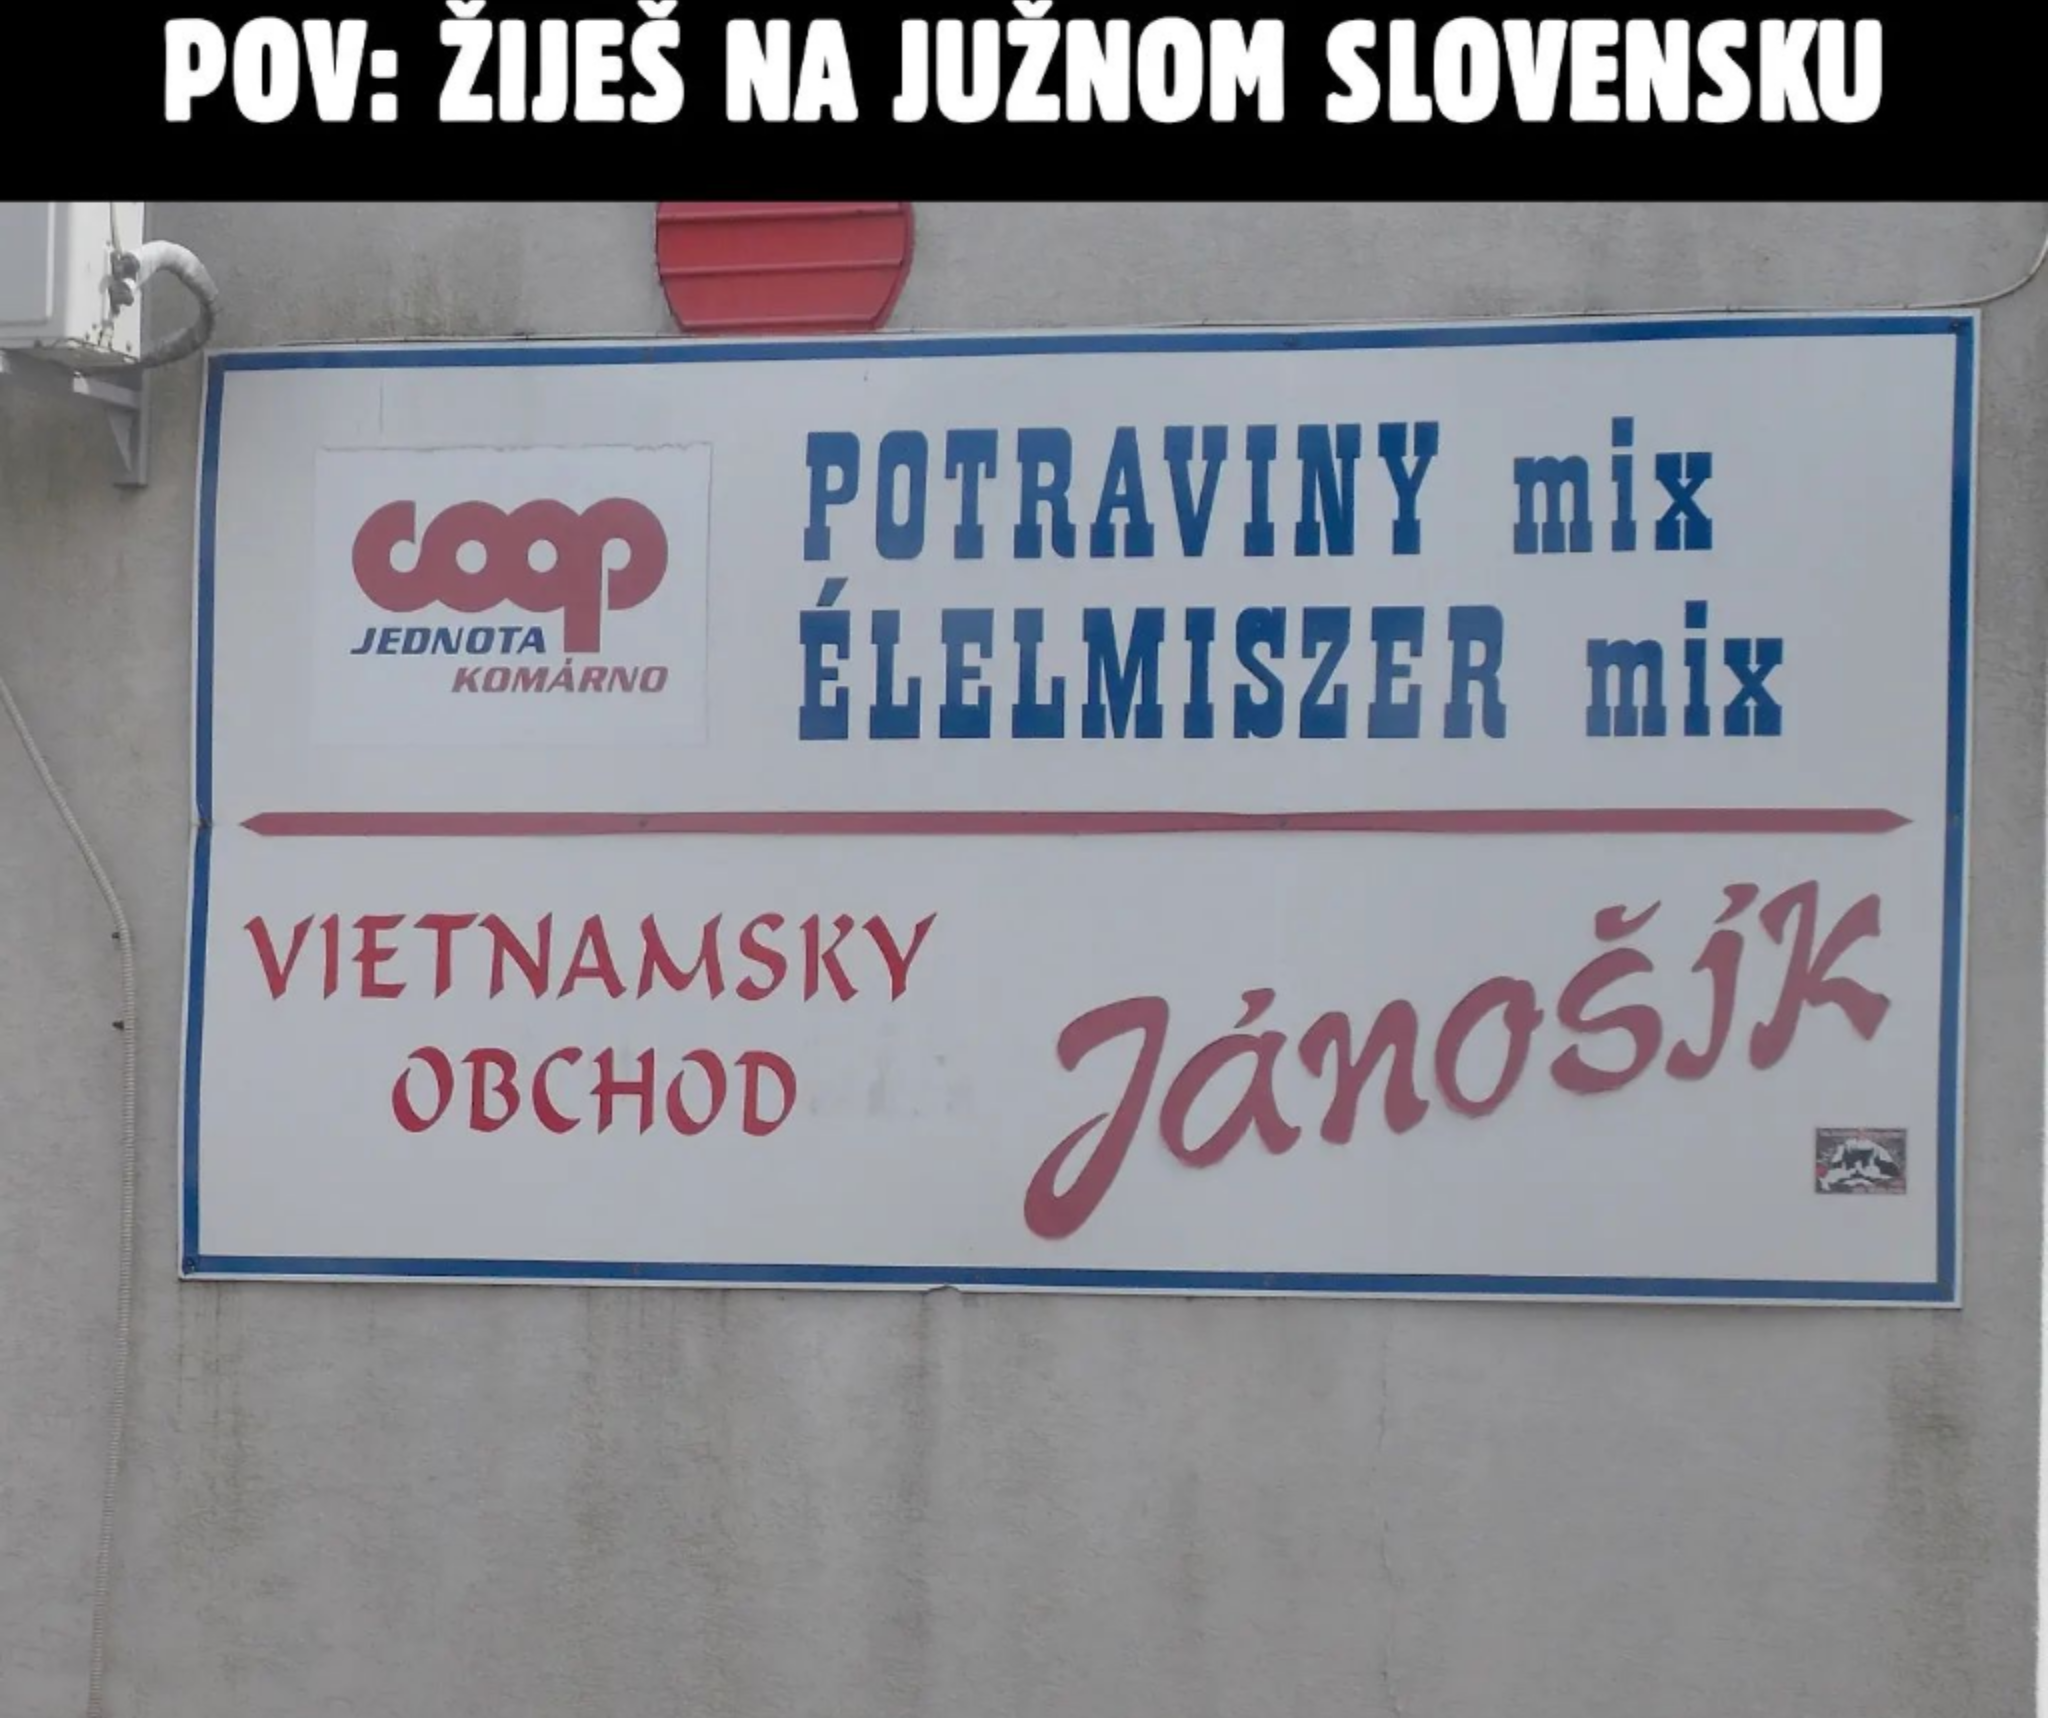 POV: ŽIJEŠ NA JUŽNOM SLOVENSKU
coop
JEDNOTA
KOMÁRNO
POTRAVINY mix
ÉLELMISZER mix
VIETNAMSKY
OBCHOD
Jánošík